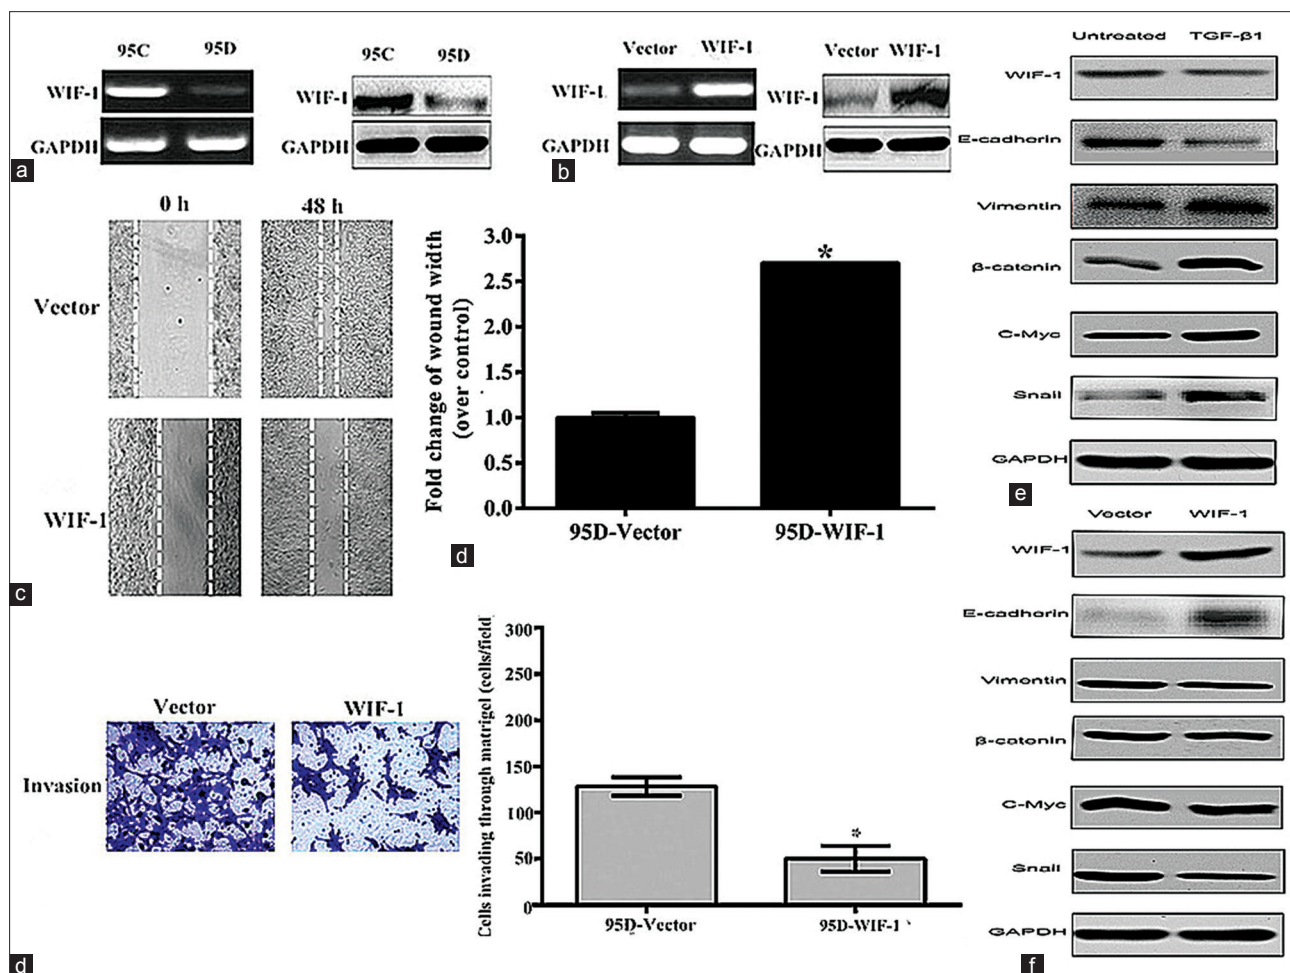 95C 95D
WIF-1
GAPDH
a
95C 95D
WIF-1
GAPDH
Vector WIF-1
WIF-1
GAPDH
b
Vector WIF-1
WIF-1
GAPDH
0 h 48 h
Vector
WIF-1
c
Fold change of wound width
(over control)
3.0
2.5
2.0
1.5
1.0
0.5
0.0
*
95D-Vector 95D-WIF-1
d
Vector WIF-1
Invasion
d
Cells invading through matrigel (cells/field)
300
250
200
150
100
50
0
*
95D-Vector 95D-WIF-1
Untreated TGF-β1
WIF-1
E-cadherin
Vimontin
β-catonin
C-Myc
Snail
GAPDH
e
Vector WIF-1
WIF-1
E-cadherin
Vimontin
β-catonin
C-Myc
Snail
GAPDH
f